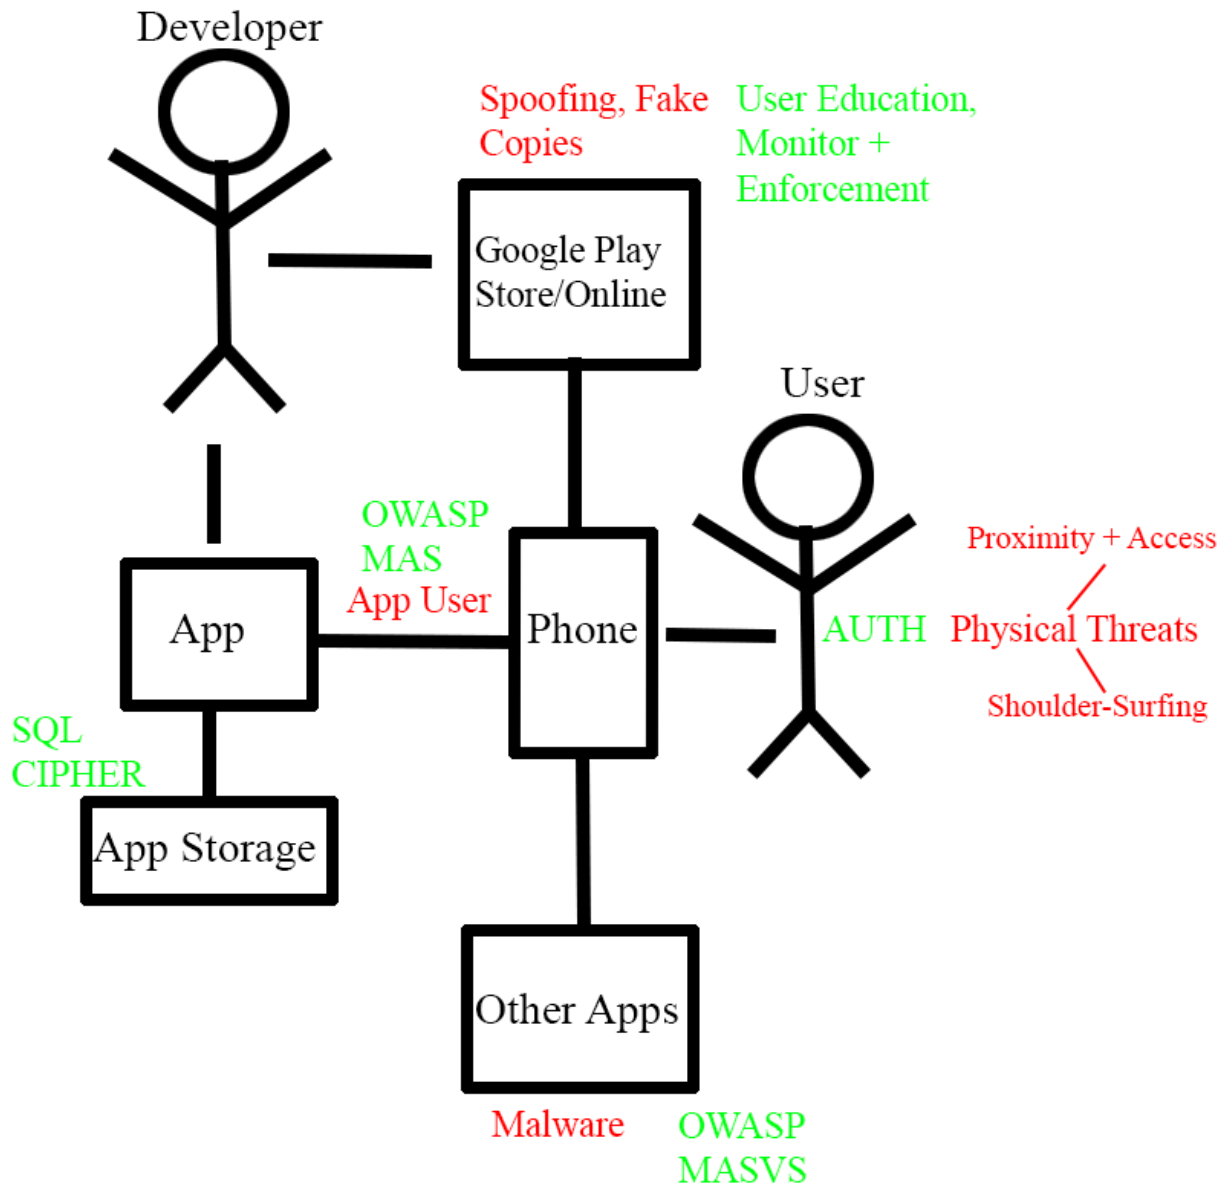 Developer
Spoofing, Fake
Copies
User Education,
Monitor +
Enforcement
Google Play
Store/Online
User
OWASP
MAS
App User
App
Phone
AUTH
Proximity + Access
Physical Threats
Shoulder-Surfing
SQL
CIPHER
App Storage
Other Apps
Malware
OWASP
MASVS